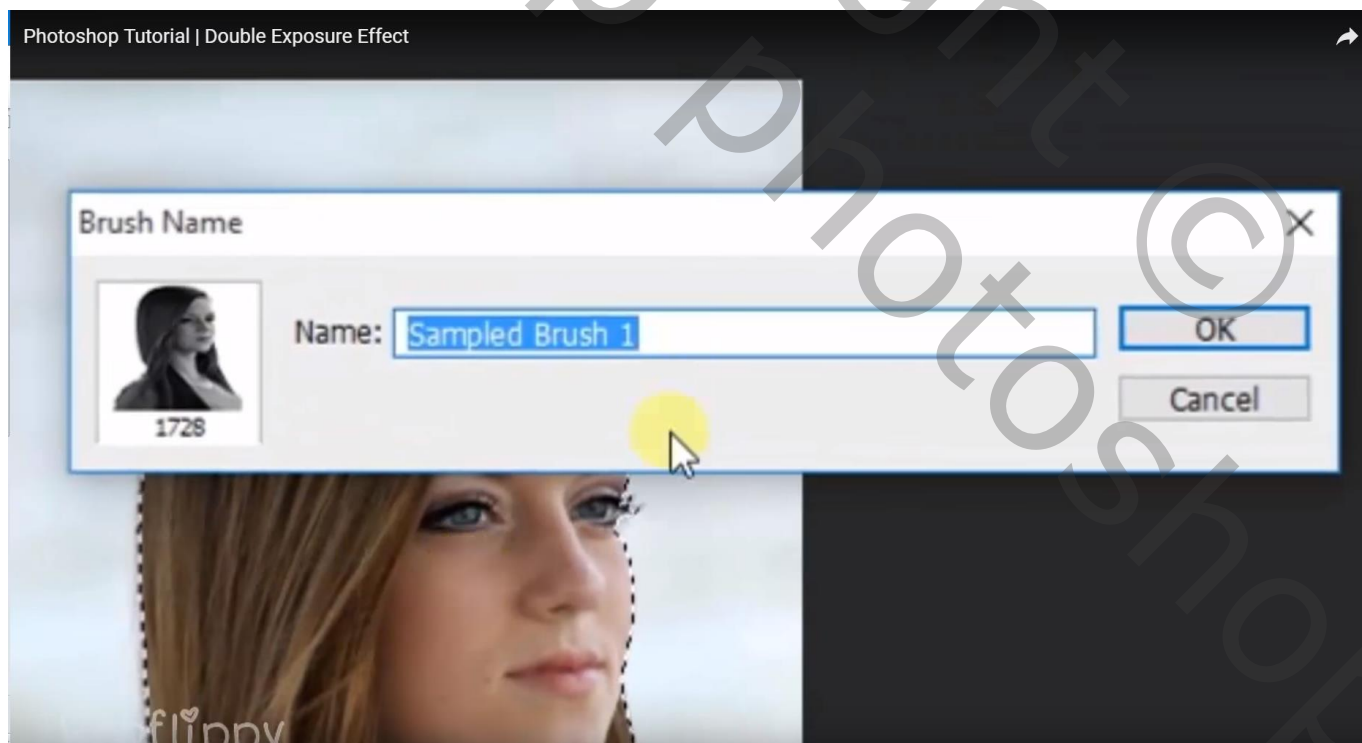 Photoshop Tutorial | Double Exposure Effect
Brush Name
Name: Sampled Brush 1
OK
Cancel
1728
flippy
©